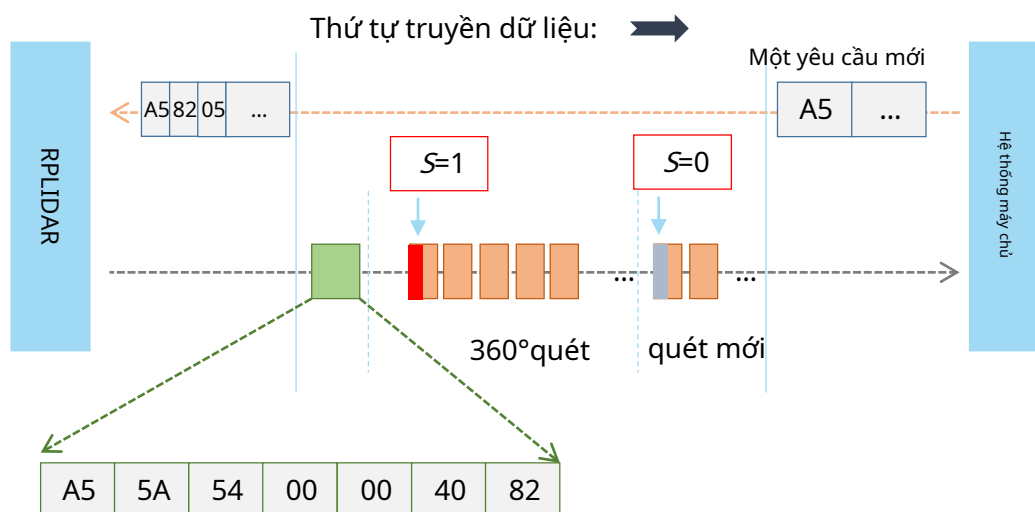 Thứ tự truyền dữ liệu:
Một yêu cầu mới
RPLIDAR
A5 82 05 ...
A5 ...
Hệ thống máy chủ
S=1
S=0
... ...
360°quét
quét mới
A5 5A 54 00 00 40 82